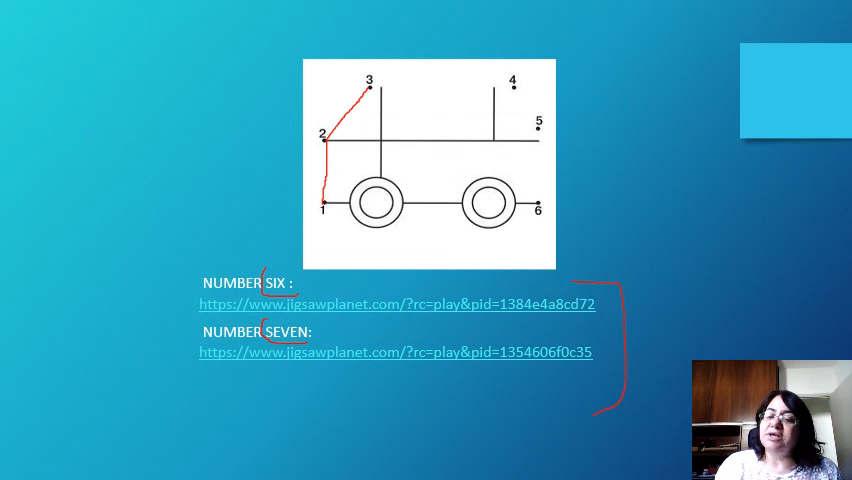 3 4
2 5
1 6
NUMBER SIX :
https://www.jigsawplanet.com/?rc=play&pid=1384e4a8cd72
NUMBER SEVEN:
https://www.jigsawplanet.com/?rc=play&pid=1354606f0c35